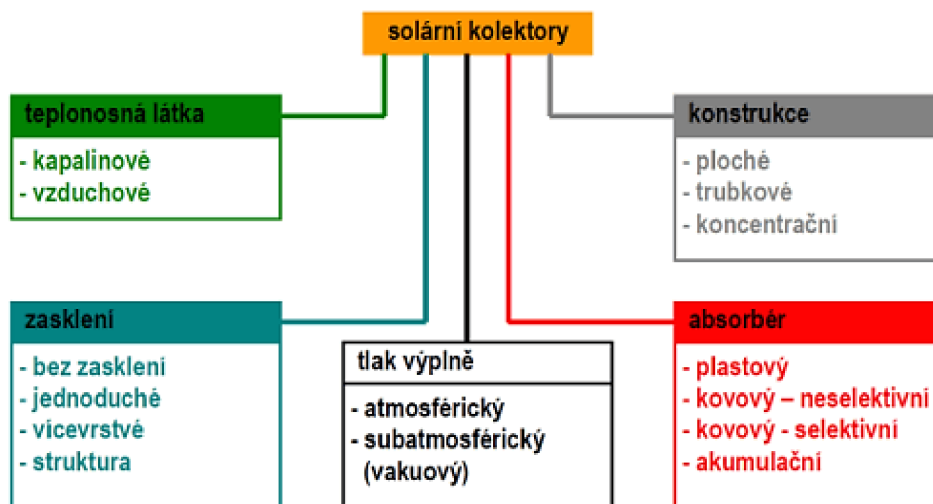 solární kolektory
teplonosná látka
- kapalinové
- vzduchové
konstrukce
- ploché
- trubkové
- koncentrační
zasklení
- bez zasklení
- jednoduché
- vícevrstvé
- struktura
tlak výplně
- atmosférický
- subatmosférický
(vakuový)
absorbér
- plastový
- kovový – neselektivní
- kovový - selektivní
- akumulační